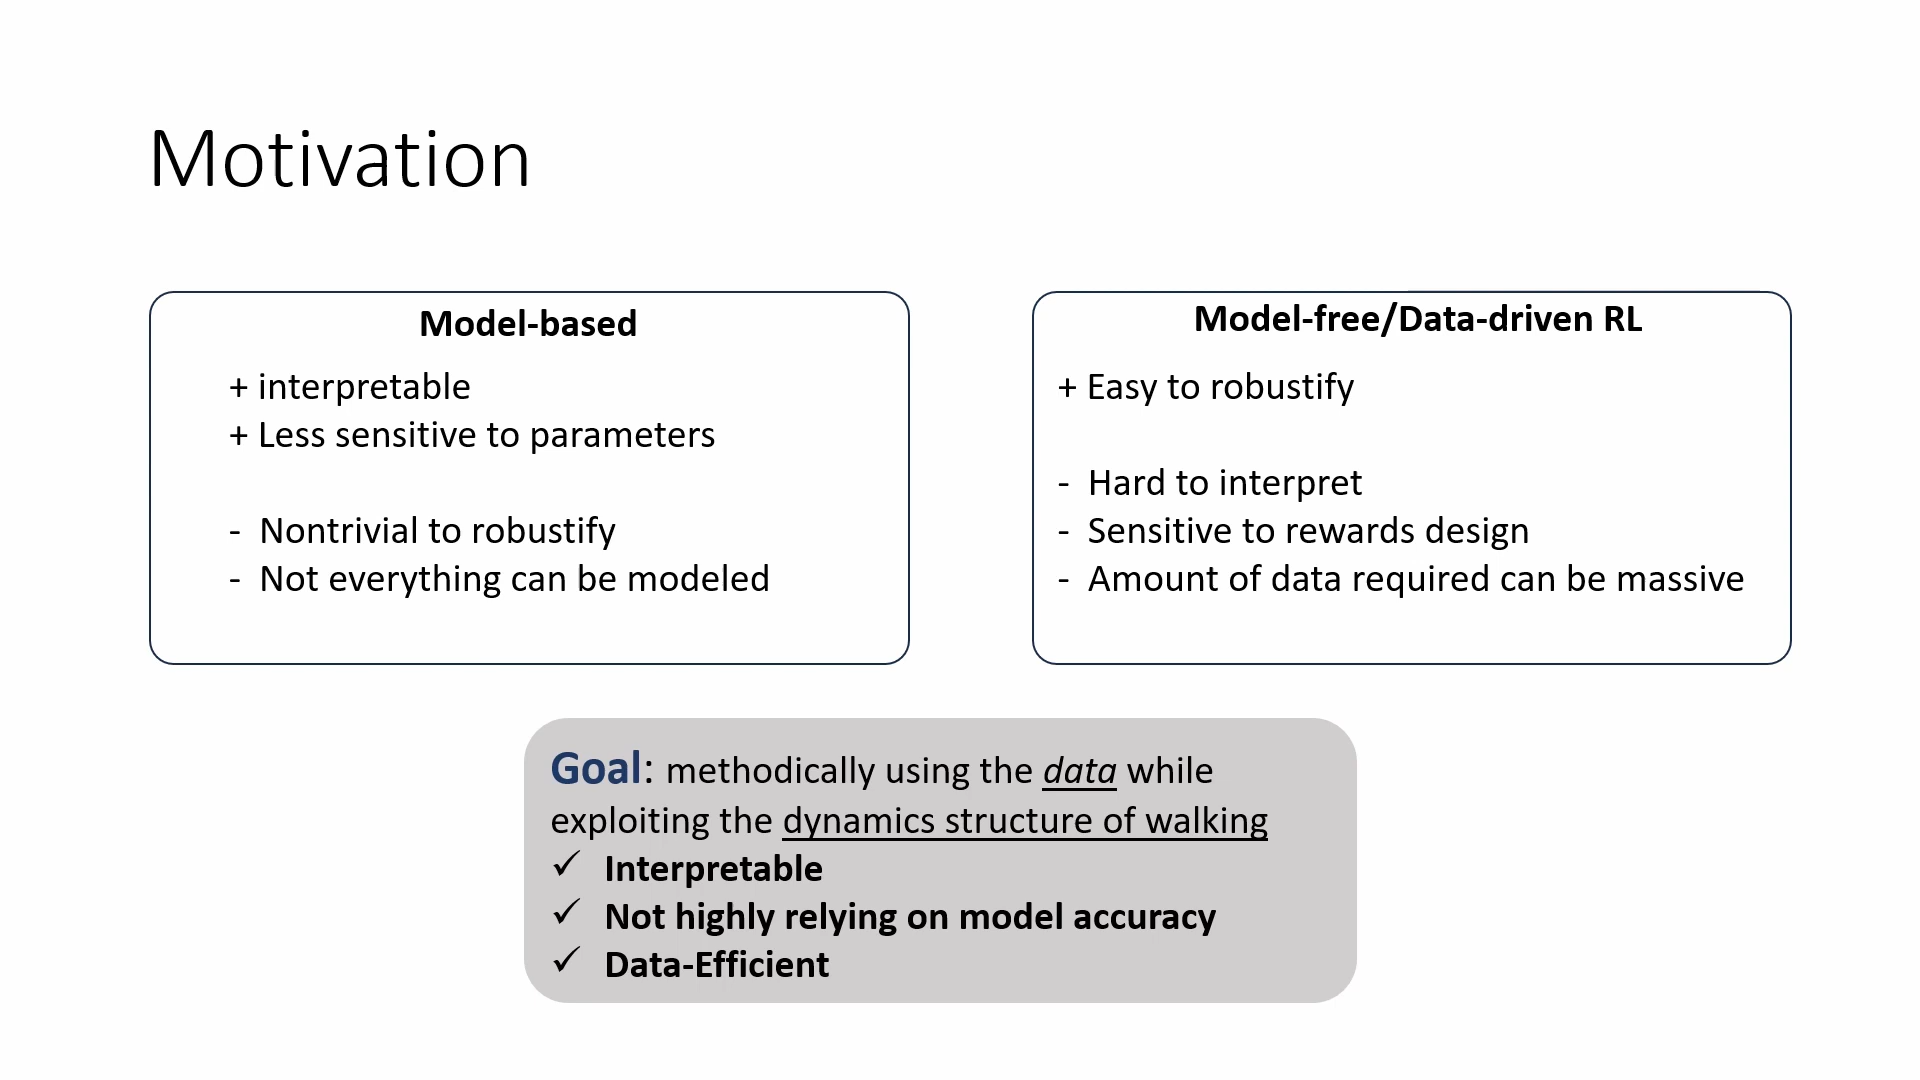 Motivation
Model-based
+ interpretable
+ Less sensitive to parameters
- Nontrivial to robustify
- Not everything can be modeled
Model-free/Data-driven RL
+ Easy to robustify
- Hard to interpret
- Sensitive to rewards design
- Amount of data required can be massive
Goal: methodically using the data while
exploiting the dynamics structure of walking
✓ Interpretable
✓ Not highly relying on model accuracy
✓ Data-Efficient